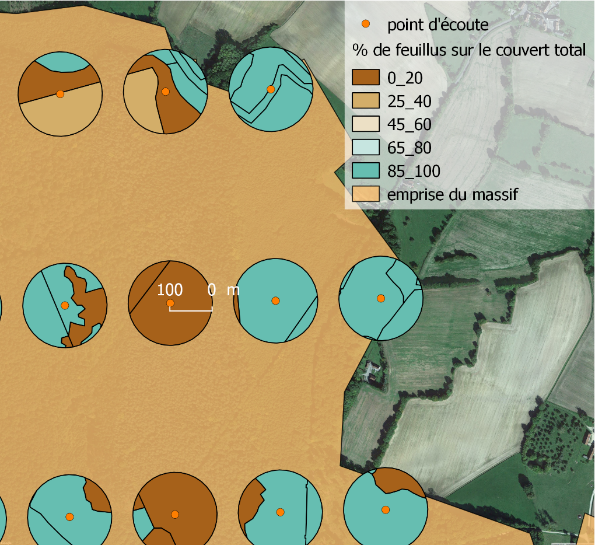 point d'écoute
% de feuillus sur le couvert total
0_20
25_40
45_60
65_80
85_100
emprise du massif
100 0 m